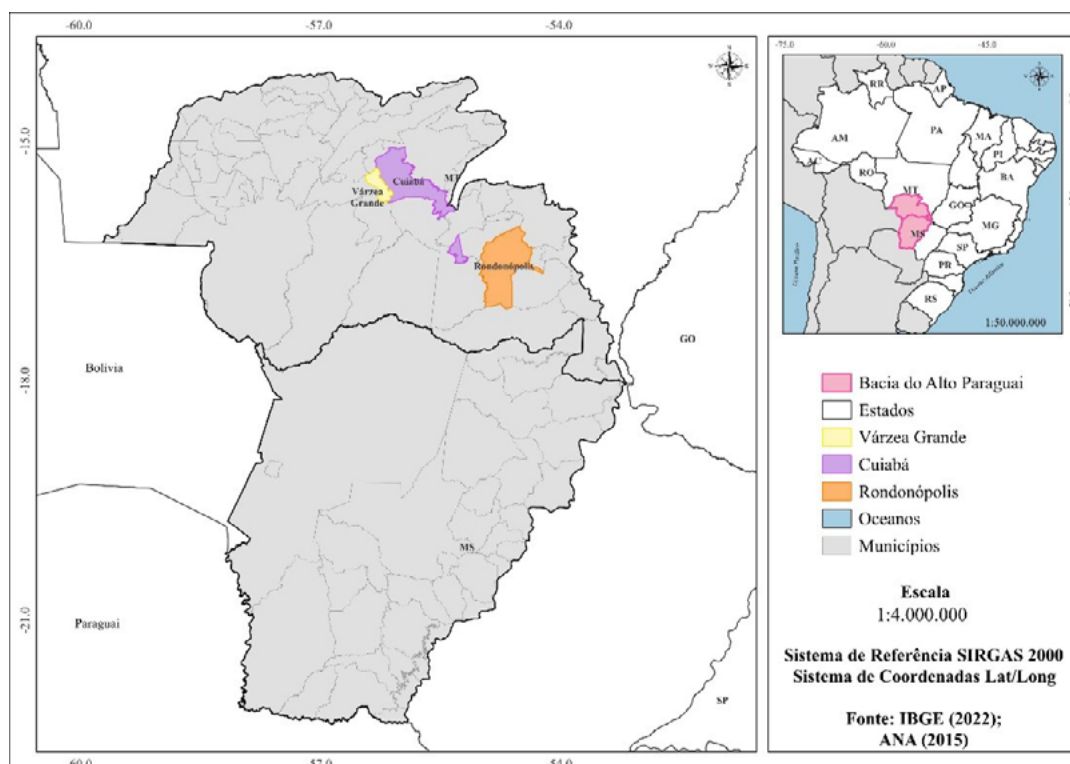 -60.0
-57.0
-54.0
-15.0
-18.0
-21.0
Várzea
Grande
Cuiabá
MT
Rondonópolis
Bolivia
GO
MS
Paraguai
SP
-57.0
-54.0
-75.0
-60.0
-45.0
RR
AP
AM
PA
MA
PI
AC
RO
BA
MT
GO
MG
MS
SP
PR
RS
1:50.000.000
Bacia do Alto Paraguai
Estados
Várzea Grande
Cuiabá
Rondonópolis
Oceanos
Municípios
Escala
1:4.000.000
Sistema de Referência SIRGAS 2000
Sistema de Coordenadas Lat/Long
Fonte: IBGE (2022);
ANA (2015)